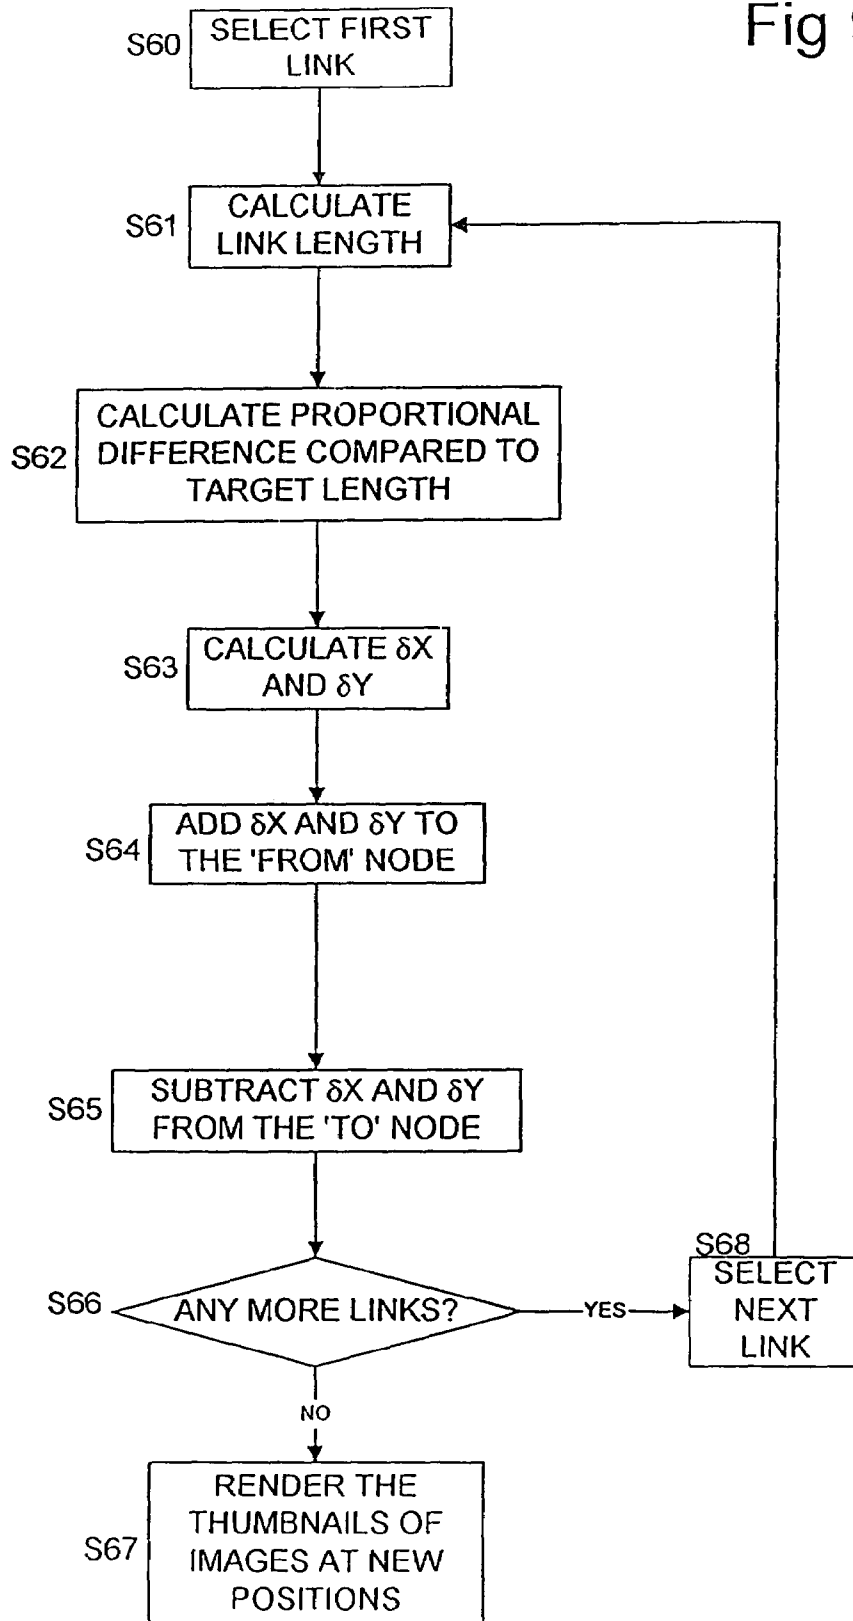 Fig
S60
SELECT FIRST
LINK
S61
CALCULATE
LINK LENGTH
S62
CALCULATE PROPORTIONAL
DIFFERENCE COMPARED TO
TARGET LENGTH
S63
CALCULATE δX
AND δY
S64
ADD δX AND δY TO
THE 'FROM' NODE
S65
SUBTRACT δX AND δY
FROM THE 'TO' NODE
S66
ANY MORE LINKS?
YES
S68
SELECT
NEXT
LINK
NO
S67
RENDER THE
THUMBNAILS OF
IMAGES AT NEW
POSITIONS